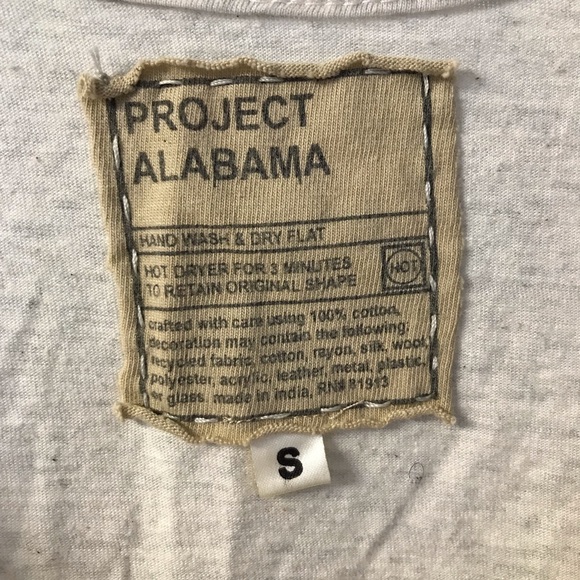 PROJECT
ALABAMA
HAND WASH & DRY FLAT
HOT DRYER FOR 3 MINUTES
TO RETAIN ORIGINAL SHAPE
HOT
crafted with care using 100% cotton,
decoration may contain the following:
recycled fabric, cotton, rayon, silk, wool,
polyester, acrylic, leather, metal, plastic,
or glass. made in india, RN#
S